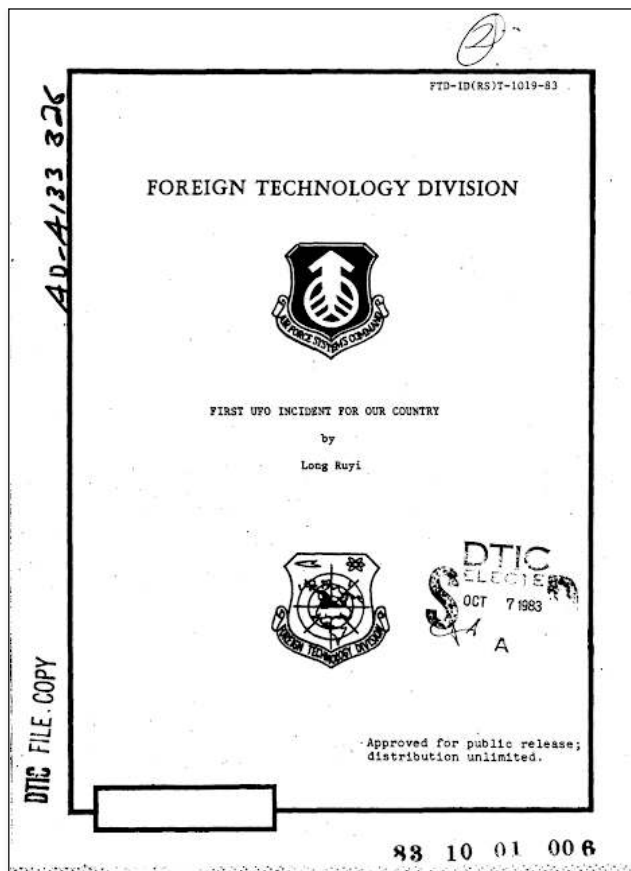 2
FTD-ID(RS)T-1019-83
AD-A133 326
FOREIGN TECHNOLOGY DIVISION
AIR FORCE SYSTEMS COMMAND
FIRST UFO INCIDENT FOR OUR COUNTRY
by
Long Ruyi
FOREIGN TECHNOLOGY DIVISION
DTIC
ELECTE
OCT 7 1983
S
D
A
DTIC FILE COPY
Approved for public release;
distribution unlimited.
83 10 01 006